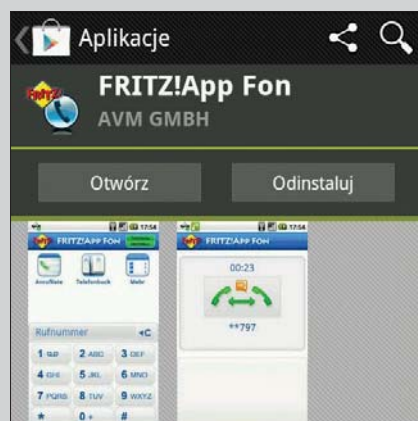 Aplikacje
FRITZ!App Fon
AVM GMBH
Otwórz
Odinstaluj
17:54
FRITZ!APP FON
Anrufliste Telefonbuch Mehr
Rufnummer C
1 2 ABC 3 DEF
4 GHI 5 JKL 6 MNO
7 PQRS 8 TUV 9 WXYZ
* 0 + #
17:54
FRITZ!APP FON
00:23
**797